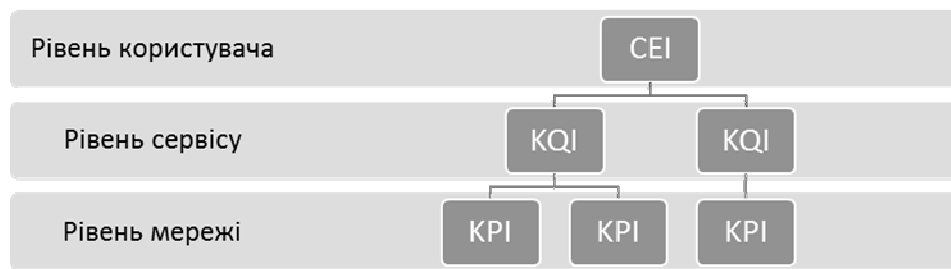 Рівень користувача
CEI
Рівень сервісу
KQI
KQI
Рівень мережі
KPI
KPI
KPI